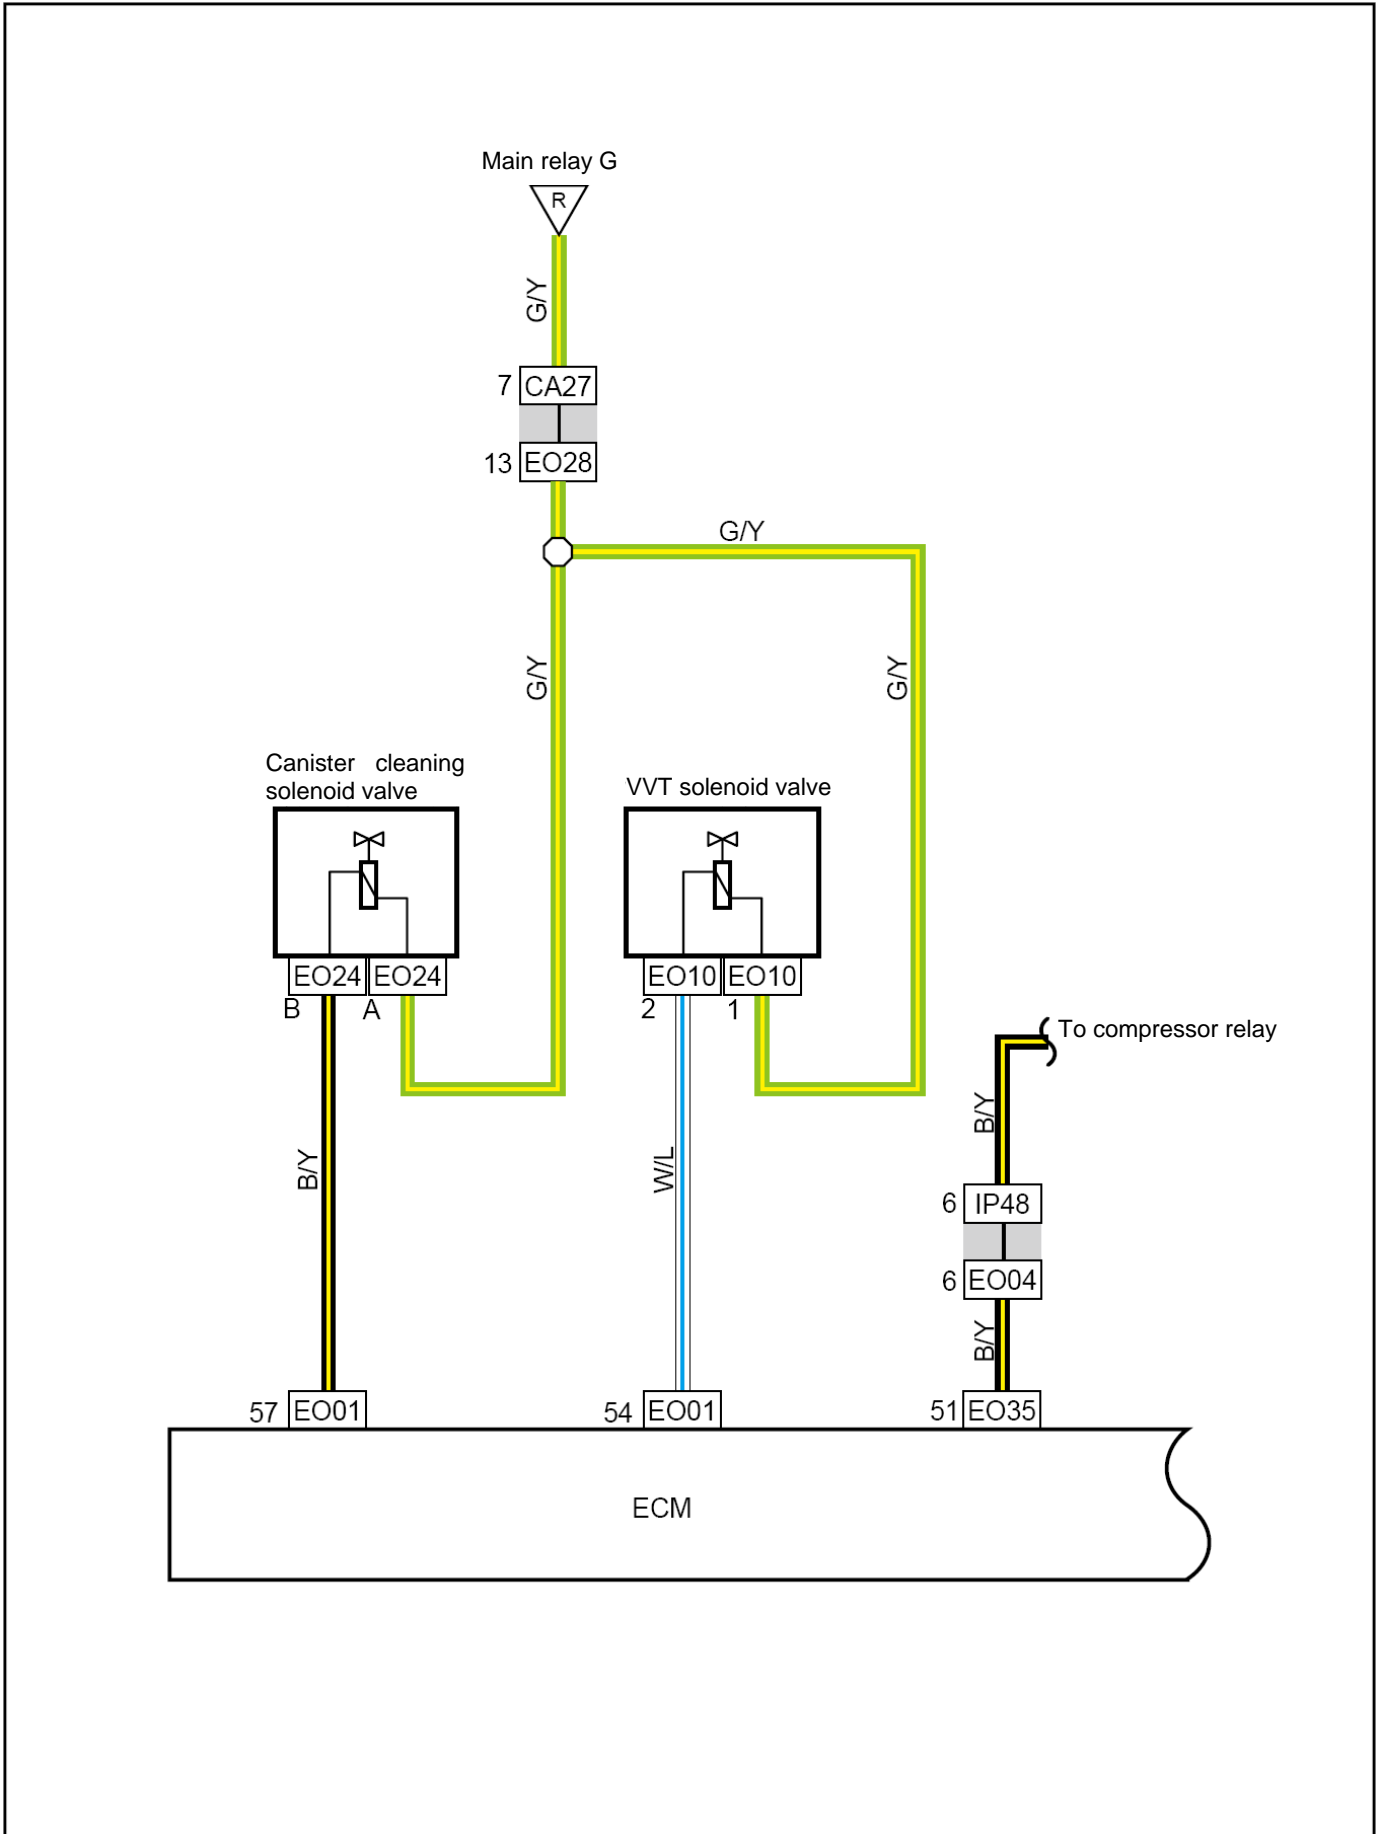 Main relay G
R
G/Y
7 CA27
13 EO28
G/Y
G/Y
G/Y
Canister cleaning
solenoid valve
VVT solenoid valve
EO24 EO24
B A
EO10 EO10
2 1
To compressor relay
B/Y
B/Y
W/L
6 IP48
6 EO04
B/Y
57 EO01
54 EO01
51 EO35
ECM